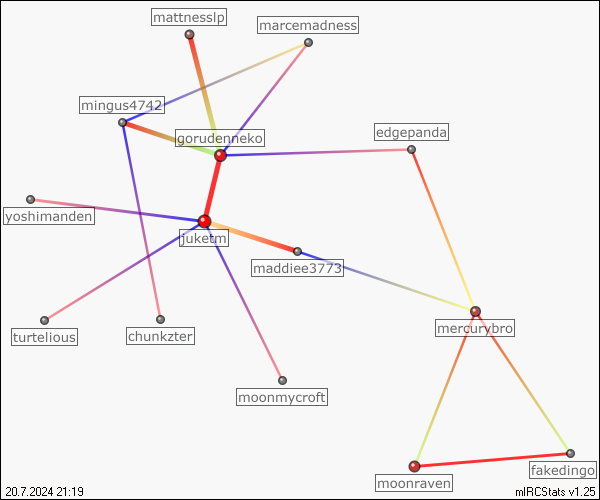 mattnesslp
marcemadness
mingus4742
edgepanda
gorudenneko
yoshimanden
juketm
maddiee3773
mercurybro
turtelious
chunkzter
moonmycroft
fakedingo
moonraven
20.7.2024 21:19
mIRCStats v1.25